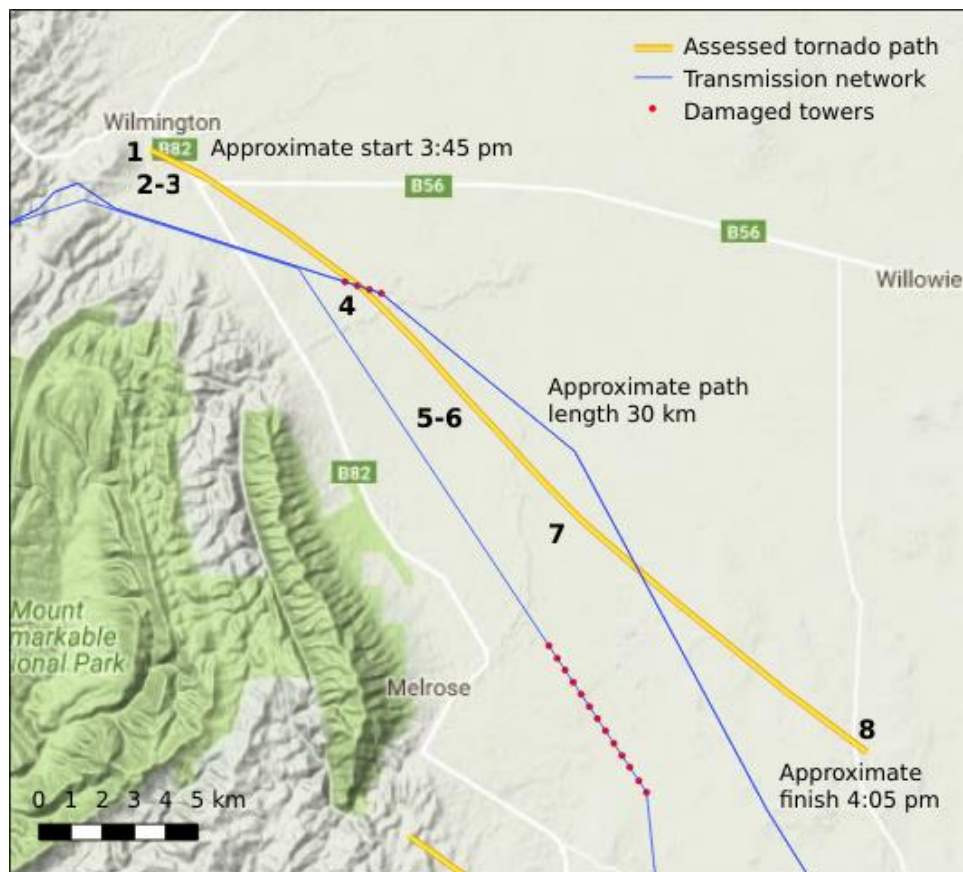 Assessed tornado path
Transmission network
Damaged towers
Wilmington
1
B82
Approximate start 3:45 pm
2-3
B56
B56
Willowie
4
Approximate path
length 30 km
5-6
B82
7
Mount
markable
ional Park
Melrose
8
Approximate
finish 4:05 pm
0 1 2 3 4 5 km